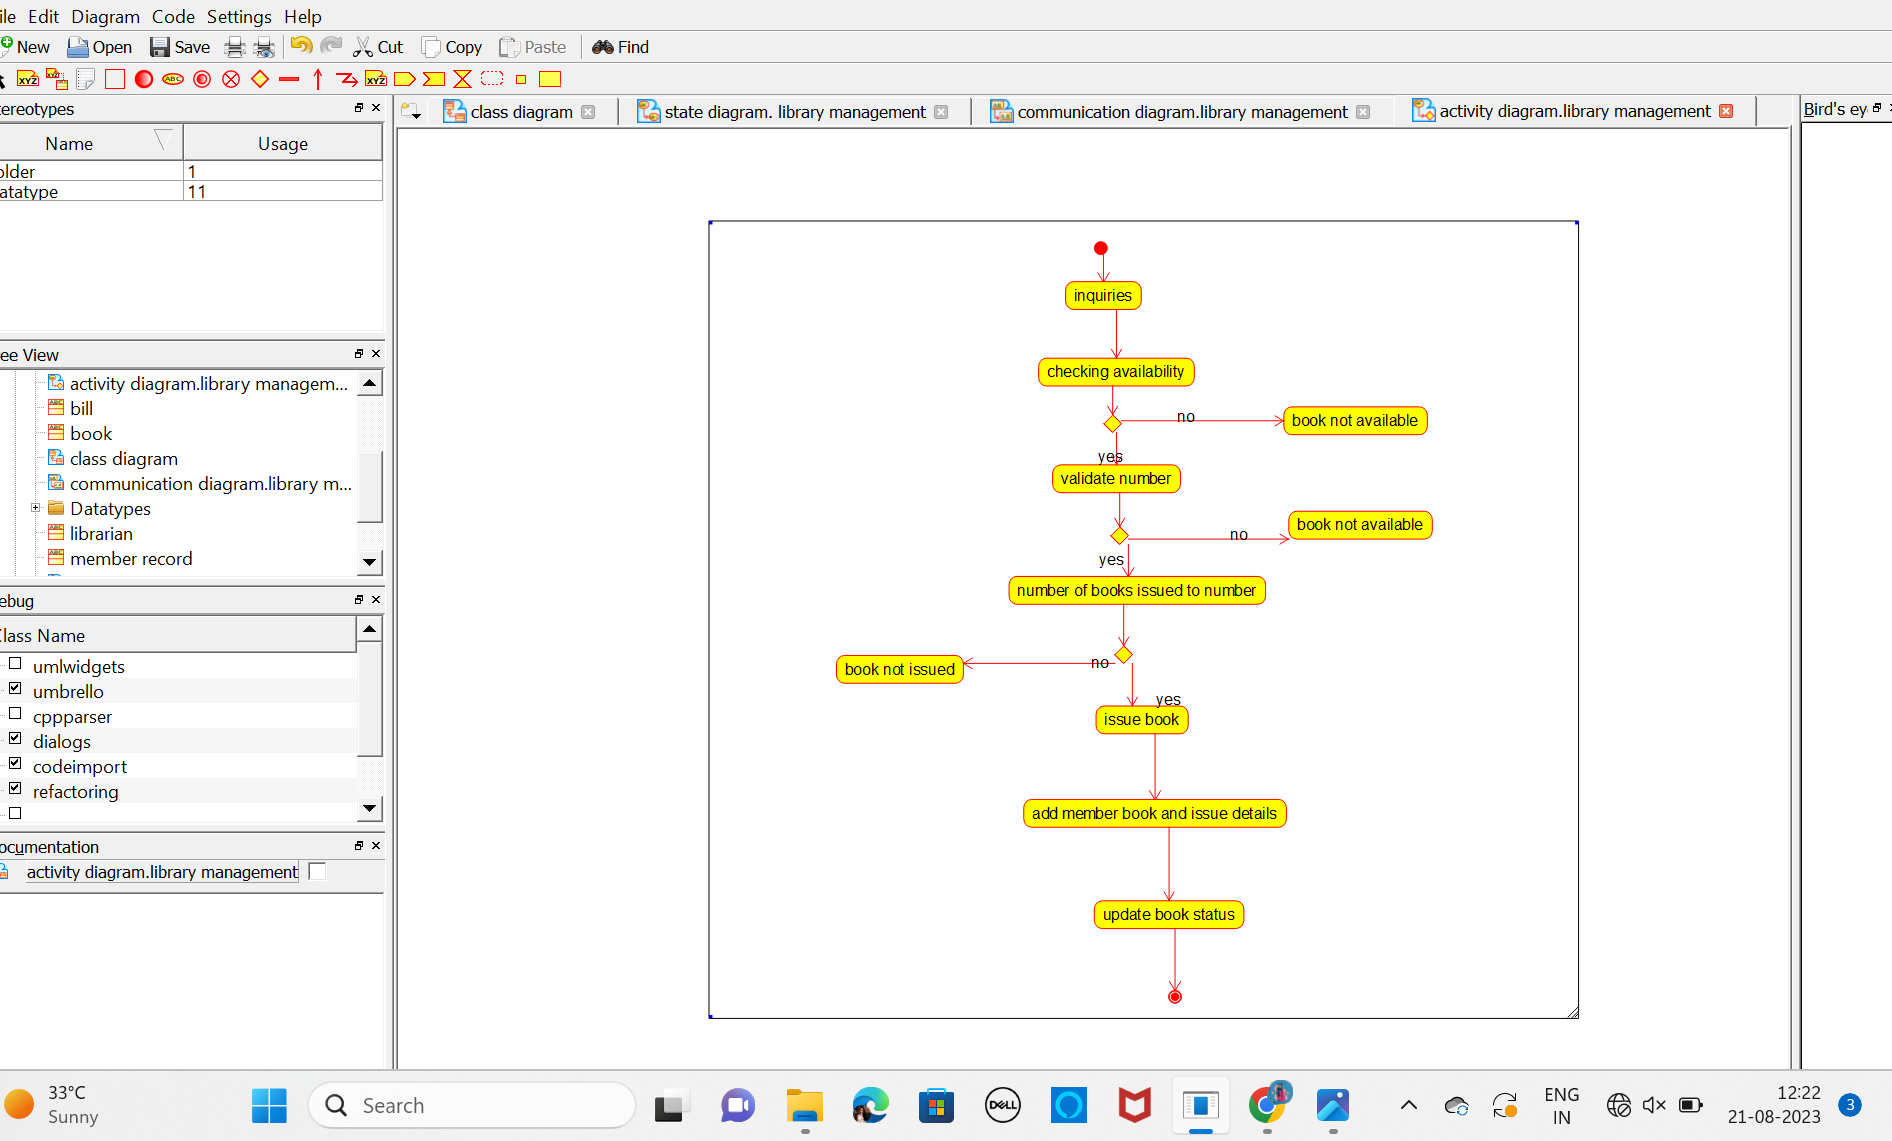 ile Edit Diagram Code Settings Help
New Open Save Cut Copy Paste Find
XYZ ABC XYZ
tereotypes
Name Usage
older 1
atatype 11
class diagram
state diagram. library management
communication diagram.library management
activity diagram.library management
Bird's ey
ee View
activity diagram.library managem...
bill
book
class diagram
communication diagram.library m...
Datatypes
librarian
member record
ebug
Class Name
umlwidgets
umbrello
cppparser
dialogs
codeimport
refactoring
ocumentation
activity diagram.library management
inquiries
checking availability
no
book not available
yes
validate number
no
book not available
yes
number of books issued to number
no
book not issued
yes
issue book
add member book and issue details
update book status
33°C
Sunny
Search
DELL
ENG
IN
12:22
21-08-2023
3